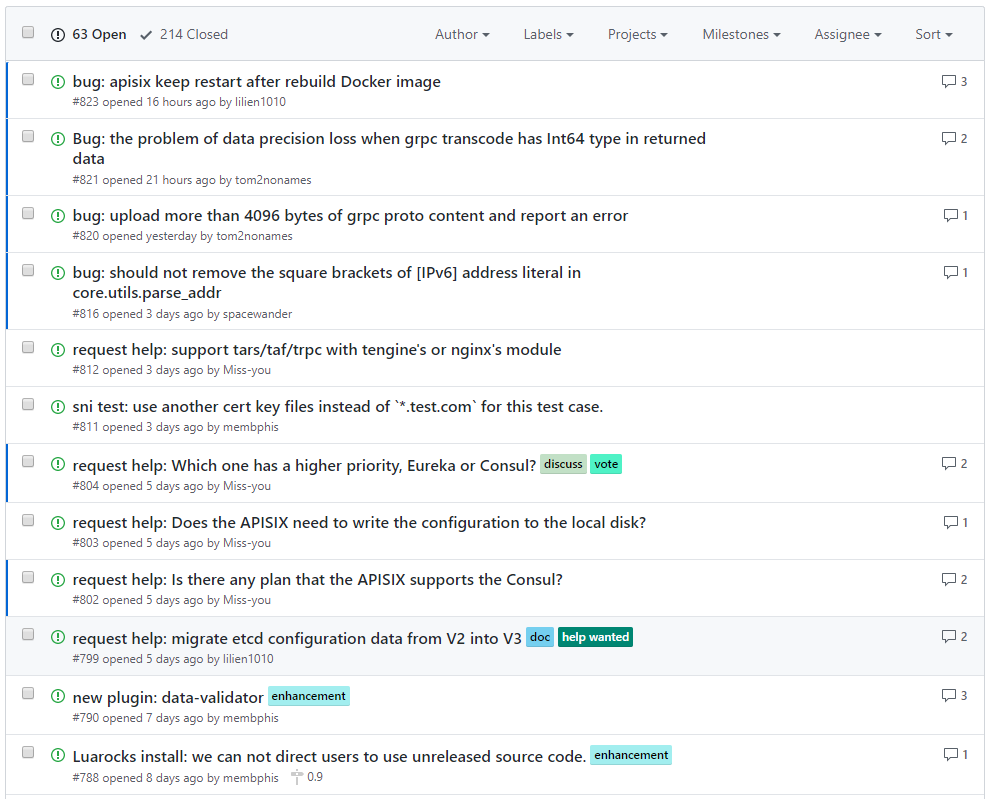 63 Open 214 Closed Author Labels Projects Milestones Assignee Sort
bug: apisix keep restart after rebuild Docker image 3
#823 opened 16 hours ago by lilien1010
Bug: the problem of data precision loss when grpc transcode has Int64 type in returned 2
data
#821 opened 21 hours ago by tom2nonames
bug: upload more than 4096 bytes of grpc proto content and report an error 1
#820 opened yesterday by tom2nonames
bug: should not remove the square brackets of [IPv6] address literal in 1
core.utils.parse_addr
#816 opened 3 days ago by spacewander
request help: support tars/taf/trpc with tengine's or nginx's module
#812 opened 3 days ago by Miss-you
sni test: use another cert key files instead of `*.test.com` for this test case.
#811 opened 3 days ago by membphis
request help: Which one has a higher priority, Eureka or Consul? discuss vote 2
#804 opened 5 days ago by Miss-you
request help: Does the APISIX need to write the configuration to the local disk? 1
#803 opened 5 days ago by Miss-you
request help: Is there any plan that the APISIX supports the Consul? 2
#802 opened 5 days ago by Miss-you
request help: migrate etcd configuration data from V2 into V3 doc help wanted 2
#799 opened 5 days ago by lilien1010
new plugin: data-validator enhancement 3
#790 opened 7 days ago by membphis
Luarocks install: we can not direct users to use unreleased source code. enhancement 1
#788 opened 8 days ago by membphis 0.9